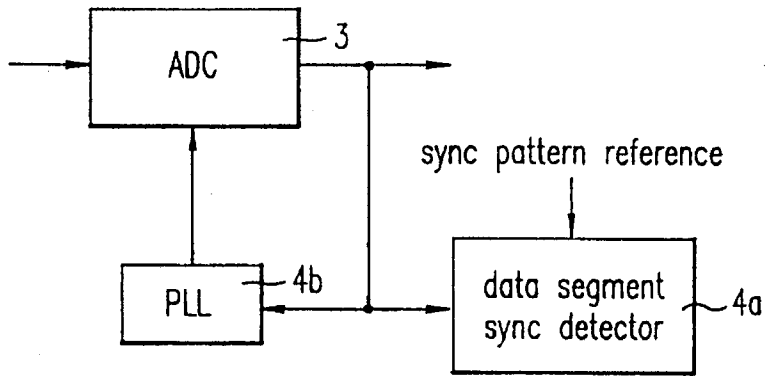 3
ADC
sync pattern reference
4b
PLL
data segment
sync detector
4a